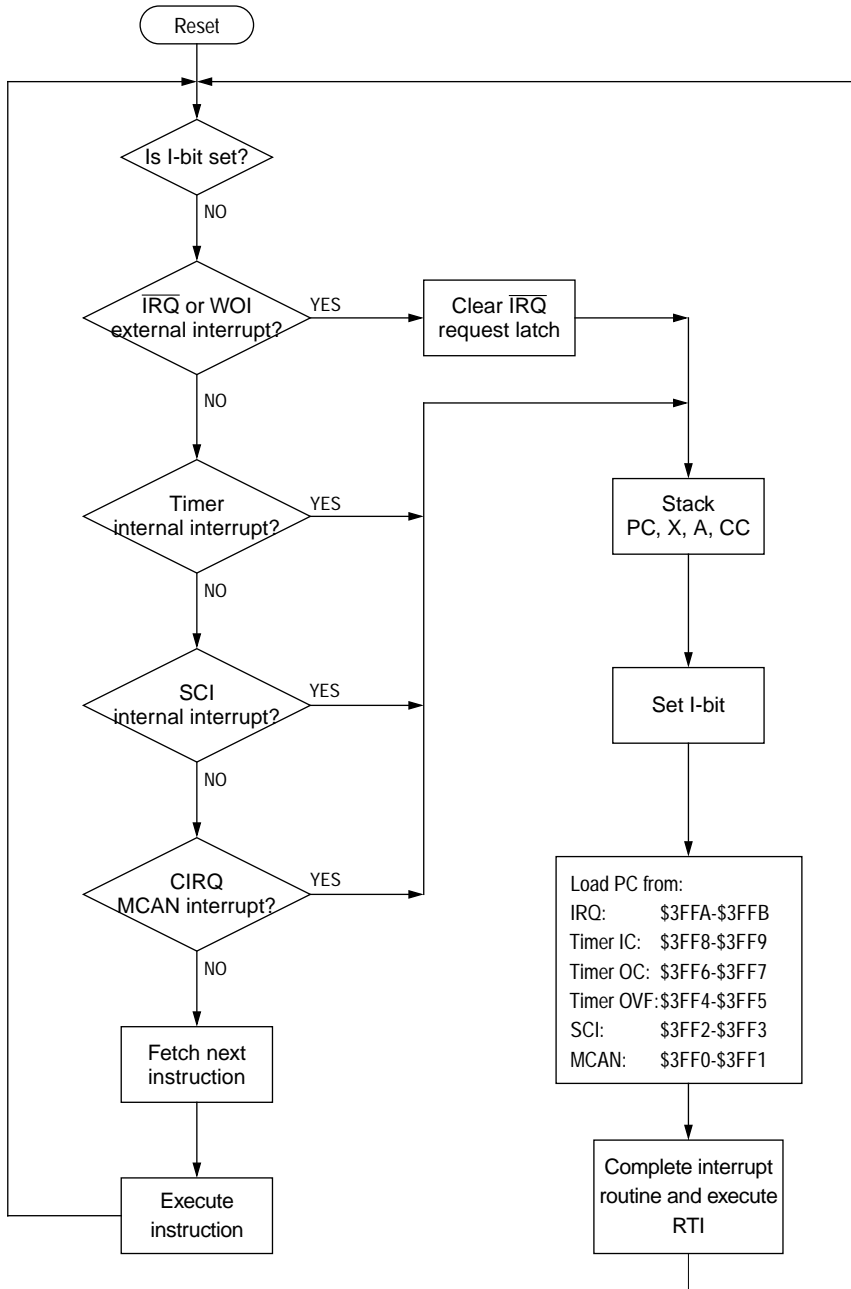 Reset
Is I-bit set?
NO
IRQ or WOI
external interrupt?
YES
Clear IRQ
request latch
NO
Timer
internal interrupt?
YES
Stack
PC, X, A, CC
NO
SCI
internal interrupt?
YES
Set I-bit
NO
CIRQ
MCAN interrupt?
YES
Load PC from:
IRQ: $3FFA-$3FFB
Timer IC: $3FF8-$3FF9
Timer OC: $3FF6-$3FF7
Timer OVF:$3FF4-$3FF5
SCI: $3FF2-$3FF3
MCAN: $3FF0-$3FF1
NO
Fetch next
instruction
Complete interrupt
routine and execute
RTI
Execute
instruction